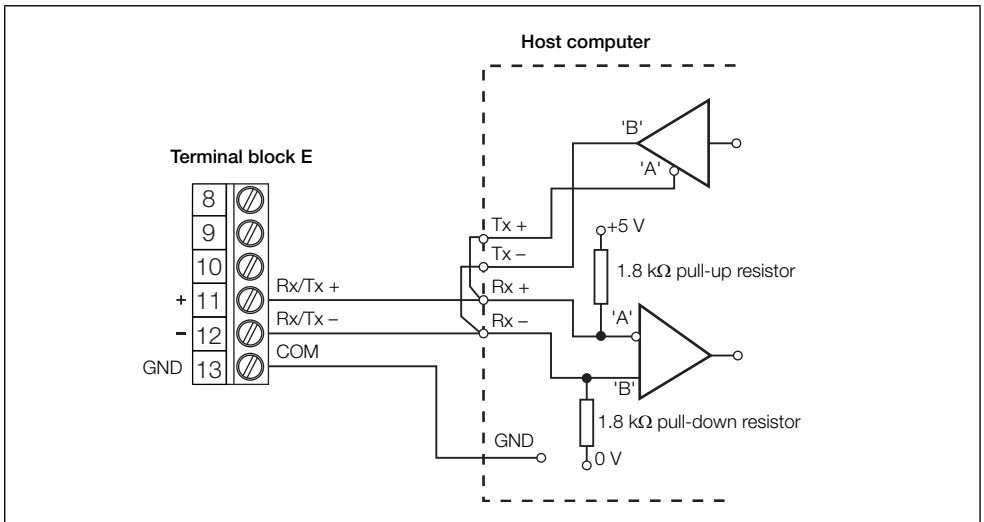 Host computer
'B'
Terminal block E
'A'
8
9
Tx +
+5 V
10
Tx –
1.8 kΩ pull-up resistor
+ 11 Rx/Tx + Rx +
'A'
– 12 Rx/Tx – Rx –
GND 13 COM
'B'
1.8 kΩ pull-down resistor
GND
0 V